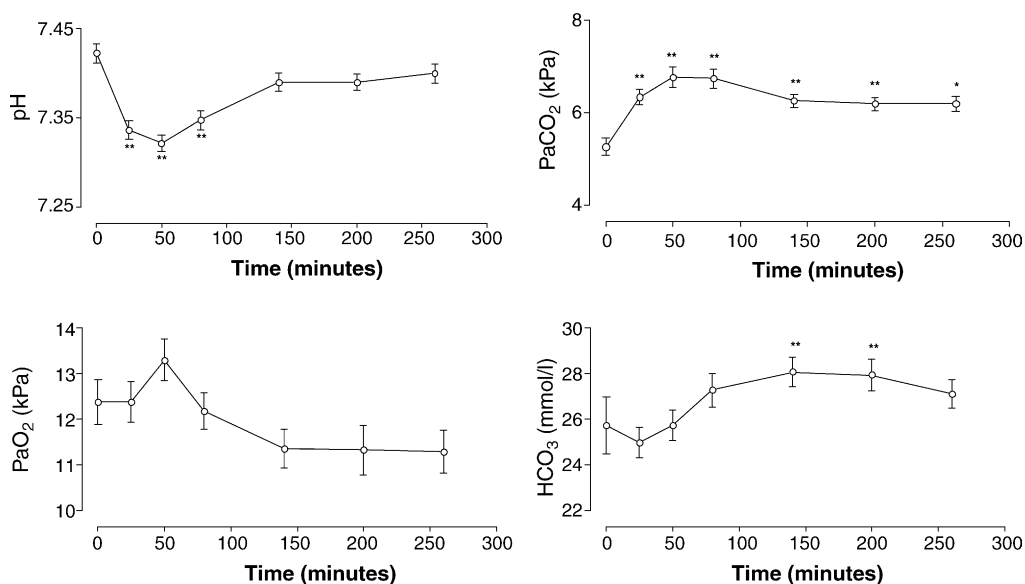 7.45
7.35
7.25
pH
**
**
**
0 50 100 150 200 250 300
Time (minutes)
8
6
4
PaCO2 (kPa)
**
**
**
**
**
*
0 50 100 150 200 250 300
Time (minutes)
14
13
12
11
10
PaO2 (kPa)
0 50 100 150 200 250 300
Time (minutes)
30
28
26
24
22
HCO3 (mmol/l)
**
**
0 50 100 150 200 250 300
Time (minutes)